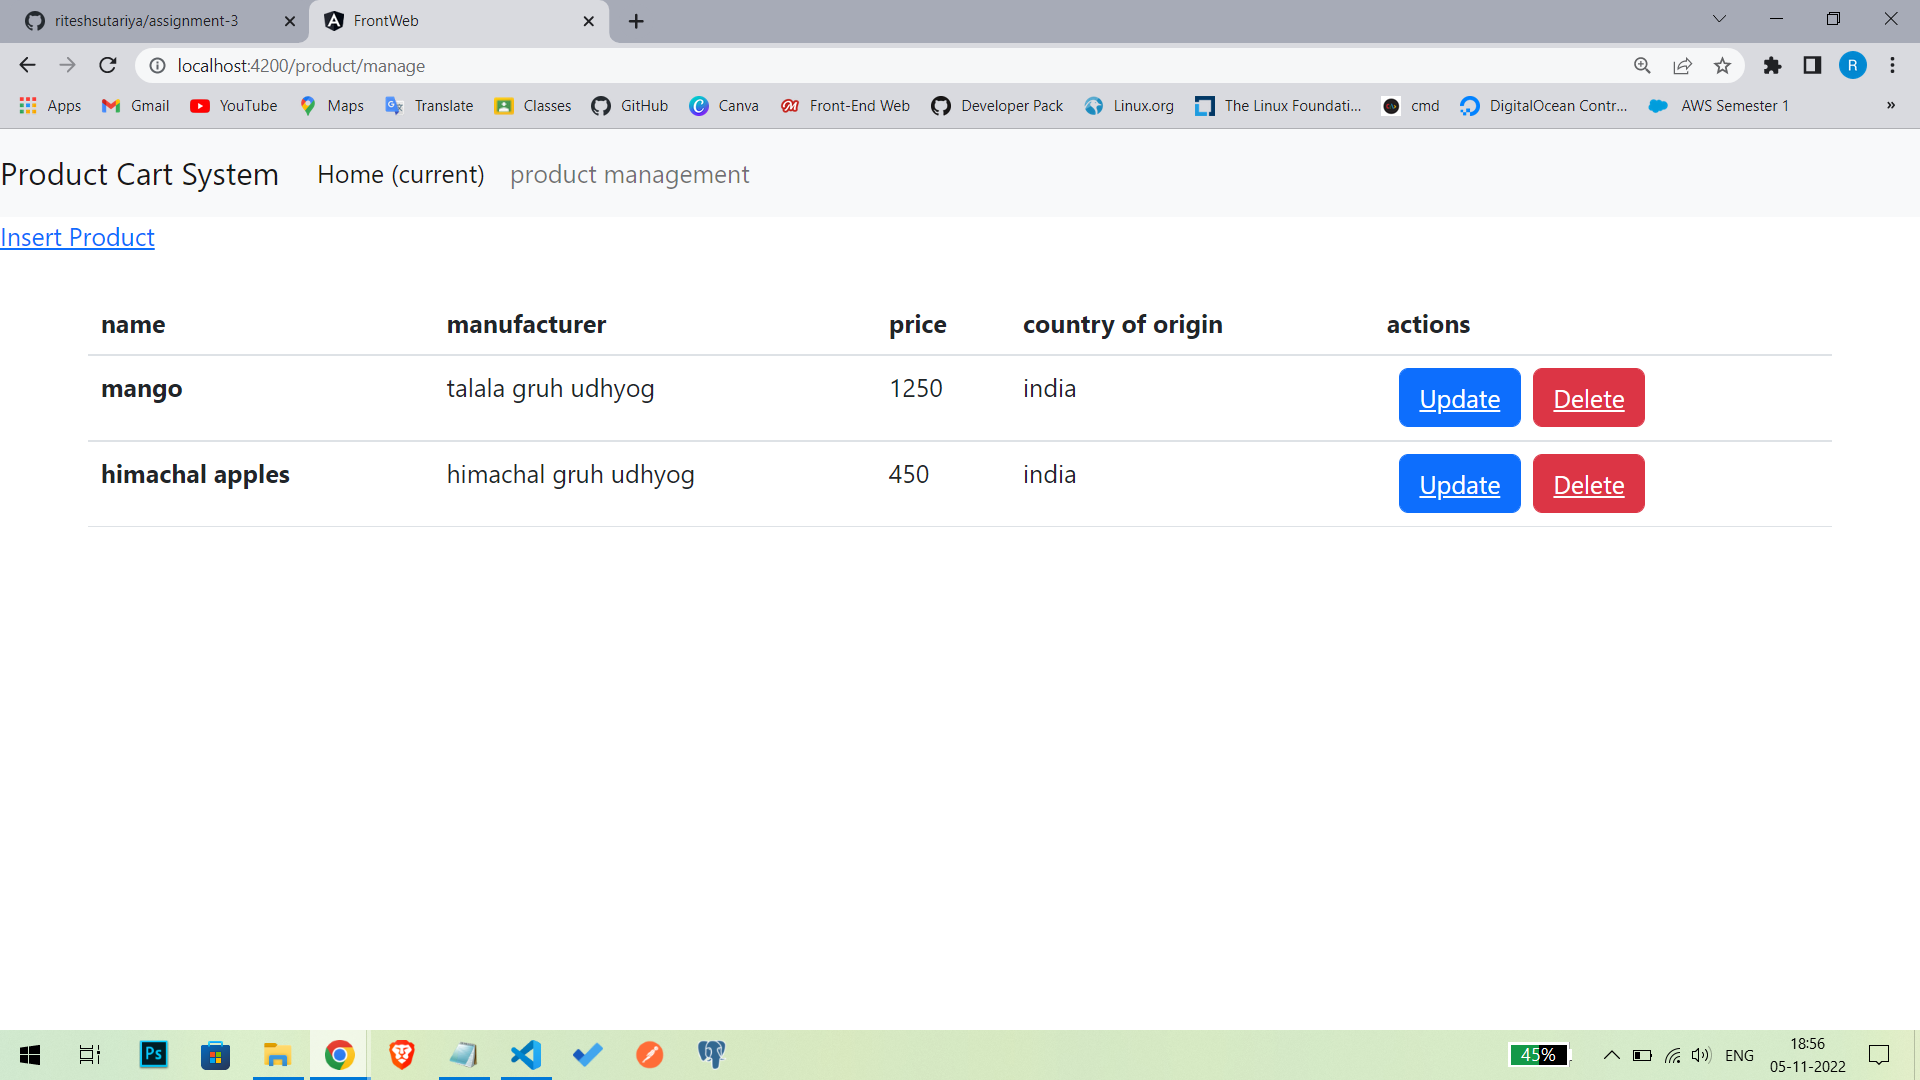 riteshsutariya/assignment-3 FrontWeb
localhost:4200/product/manage R
Apps Gmail YouTube Maps Translate Classes GitHub Canva Front-End Web Developer Pack Linux.org The Linux Foundati... cmd DigitalOcean Contr... AWS Semester 1 »
Product Cart System Home (current) product management
Insert Product
name manufacturer price country of origin actions
mango talala gruh udhyog 1250 india Update Delete
himachal apples himachal gruh udhyog 450 india Update Delete
Ps 45% ENG 18:56
05-11-2022